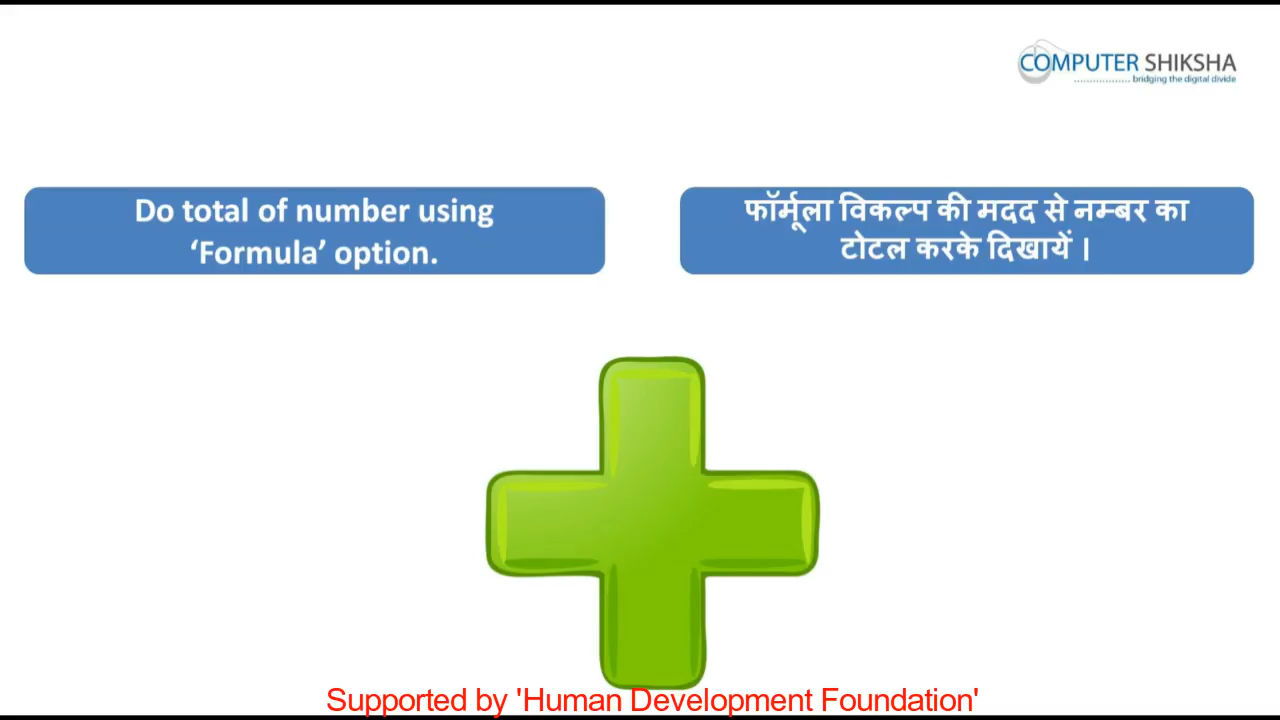 COMPUTER SHIKSHA
bridging the digital divide
Do total of number using
‘Formula’ option.
फॉर्मूला विकल्प की मदद से नम्बर का
टोटल करके दिखायें ।
Supported by 'Human Development Foundation'